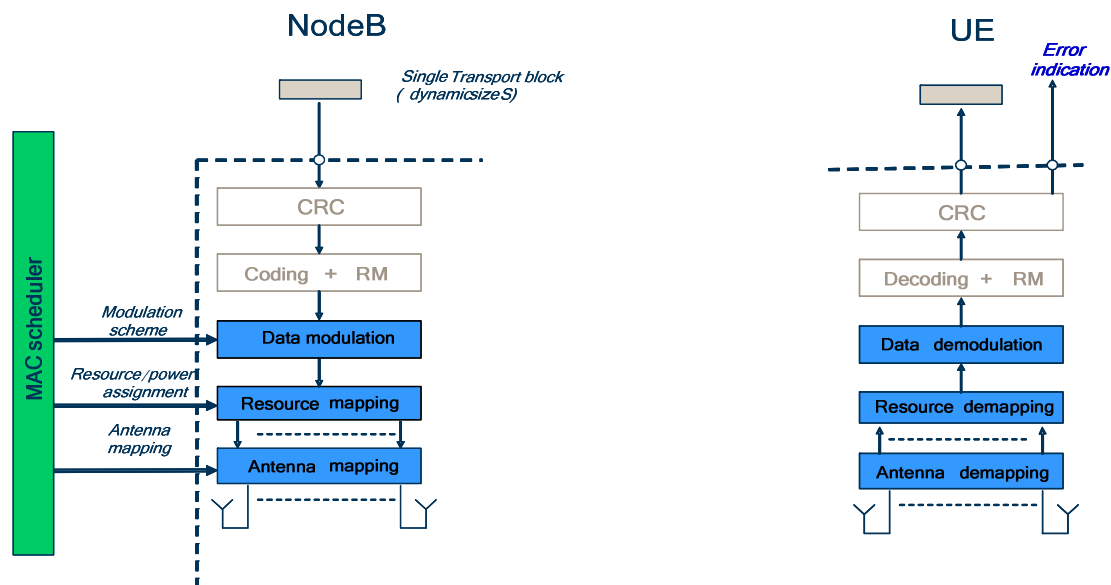 NodeB
UE
Single Transport block
( dynamicsize S)
Error
indication
MAC scheduler
CRC
Coding + RM
Modulation
scheme
Data modulation
Resource/power
assignment
Resource mapping
Antenna
mapping
Antenna mapping
CRC
Decoding + RM
Data demodulation
Resource demapping
Antenna demapping